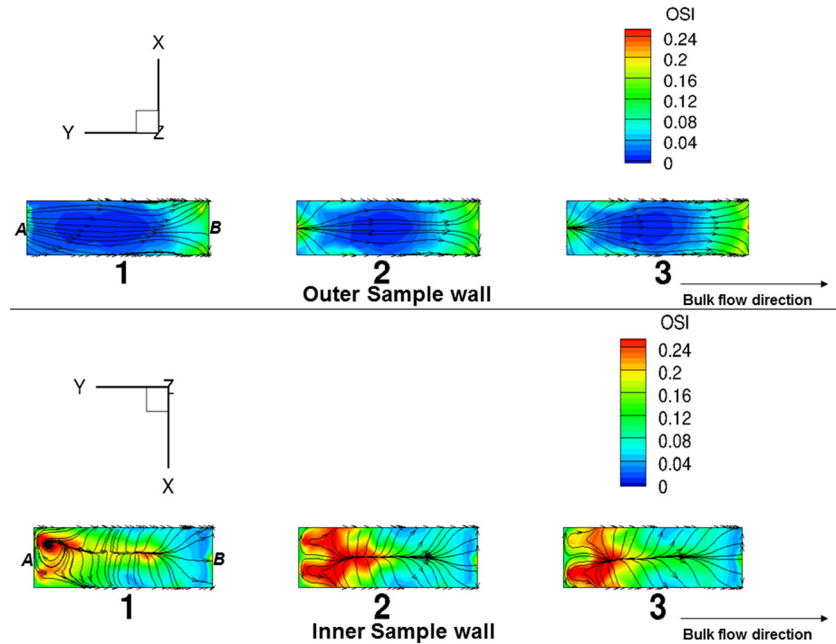 OSI
X
0.24
0.2
0.16
0.12
Y
Z
0.08
0.04
0
A
B
1
2
3
Outer Sample wall
Bulk flow direction
OSI
Y
Z
0.24
0.2
0.16
0.12
0.08
X
0.04
0
A
B
1
2
3
Inner Sample wall
Bulk flow direction